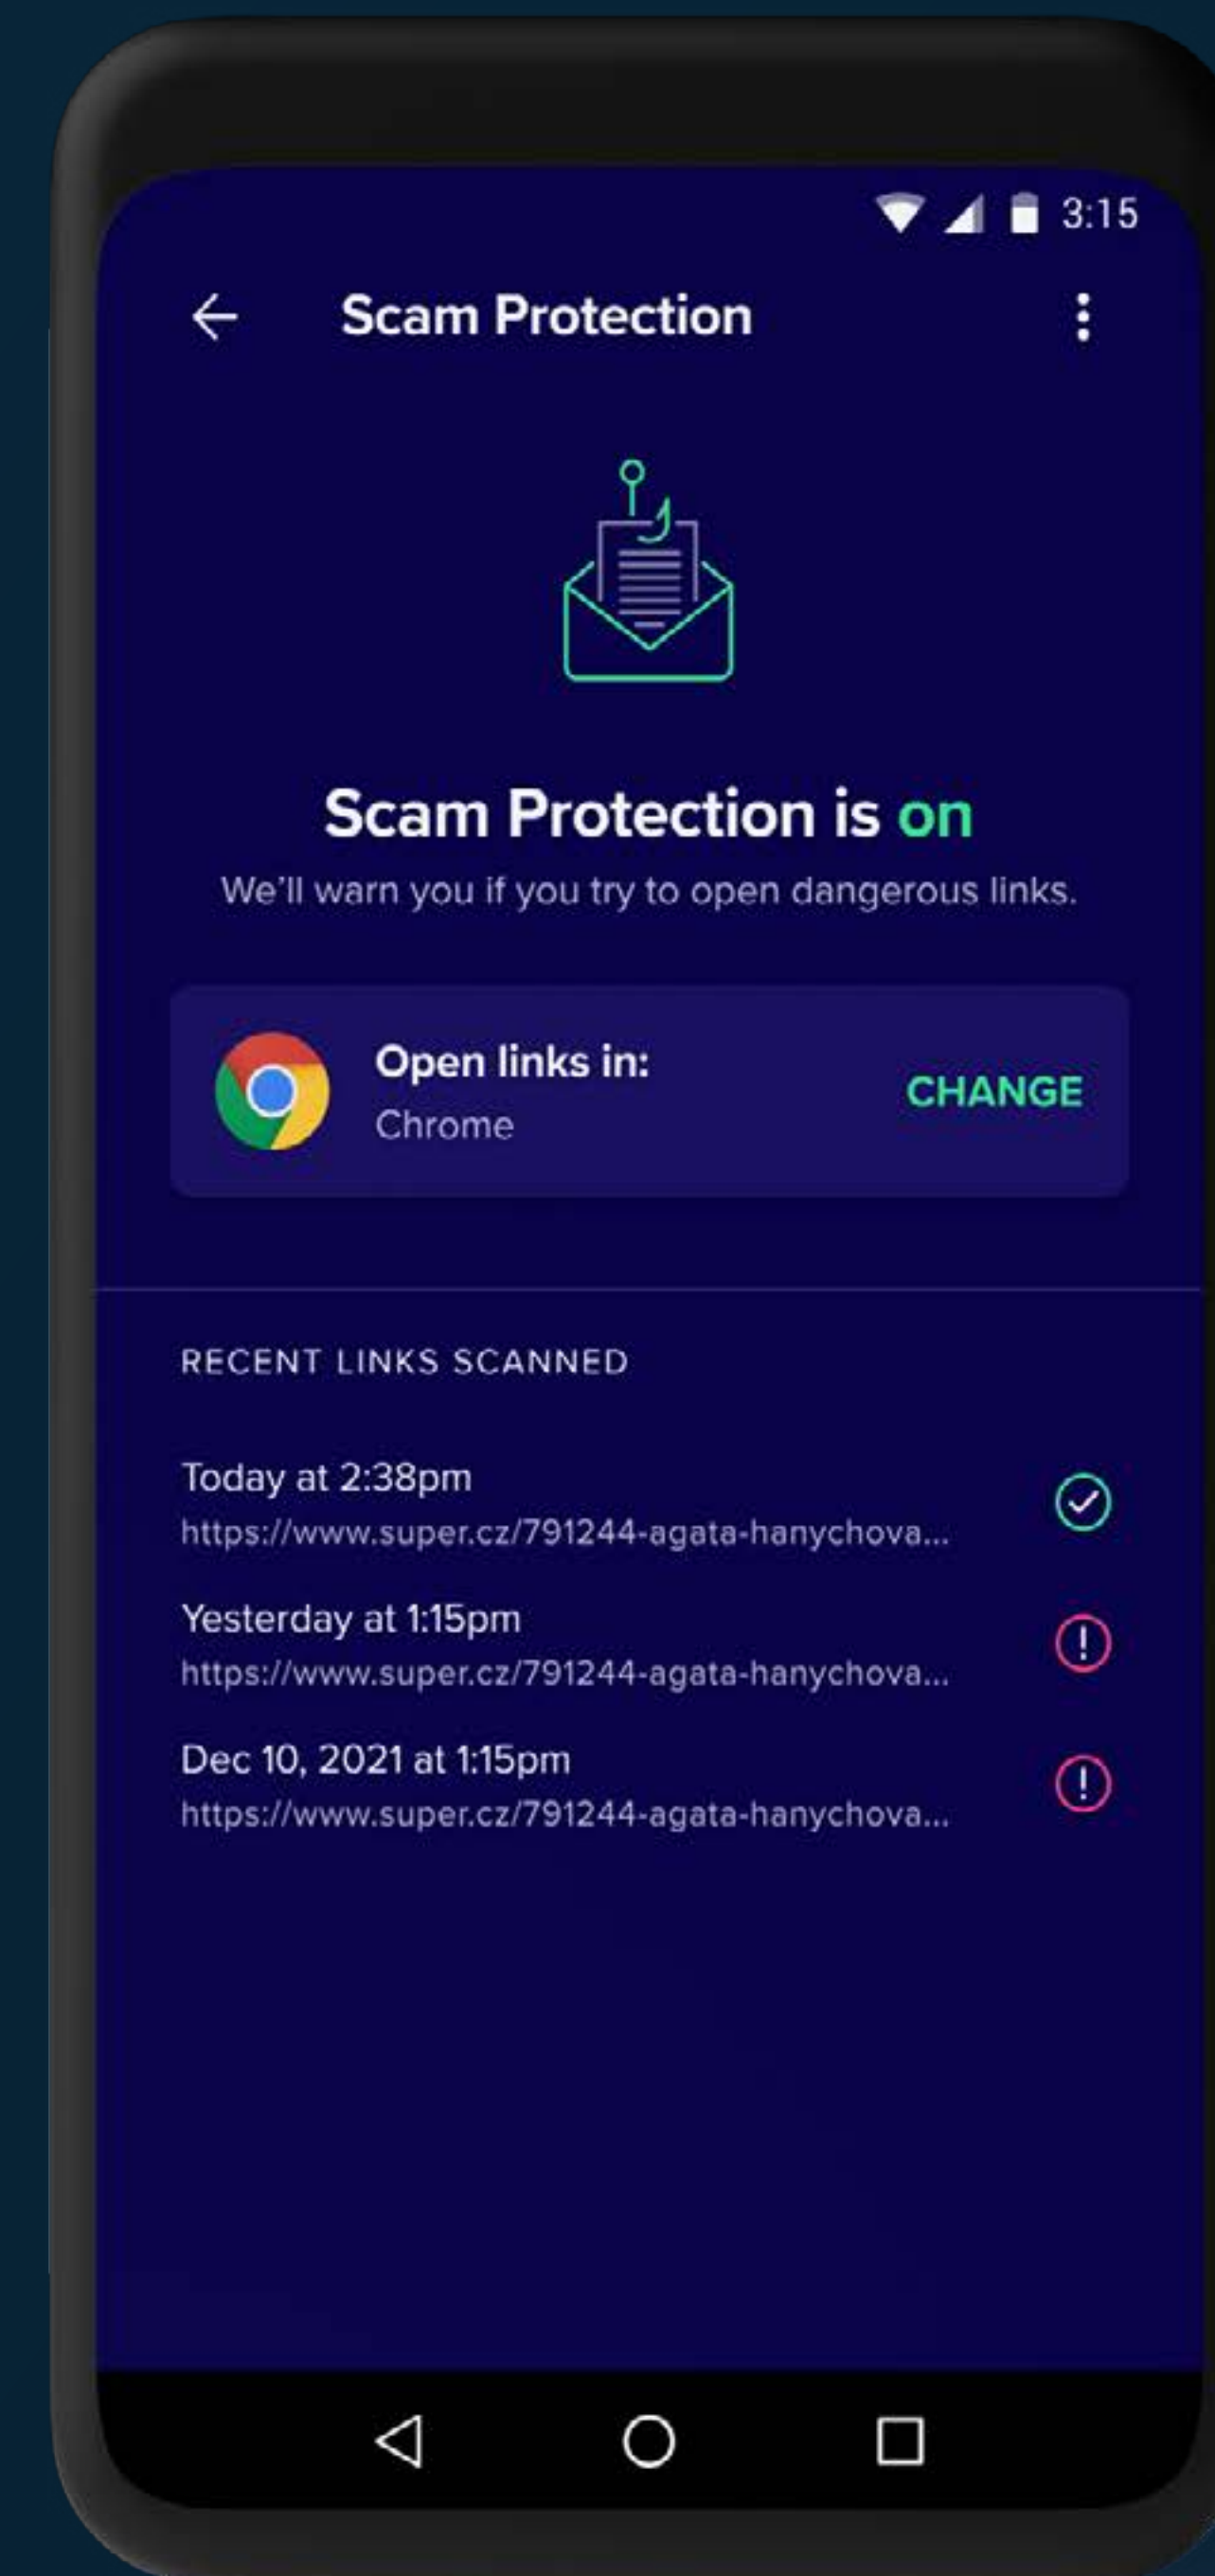 3:15
Scam Protection
Scam Protection is on
We'll warn you if you try to open dangerous links.
Open links in:
Chrome
CHANGE
RECENT LINKS SCANNED
Today at 2:38pm
https://www.super.cz/791244-agata-hanychova...
Yesterday at 1:15pm
https://www.super.cz/791244-agata-hanychova...
Dec 10, 2021 at 1:15pm
https://www.super.cz/791244-agata-hanychova...